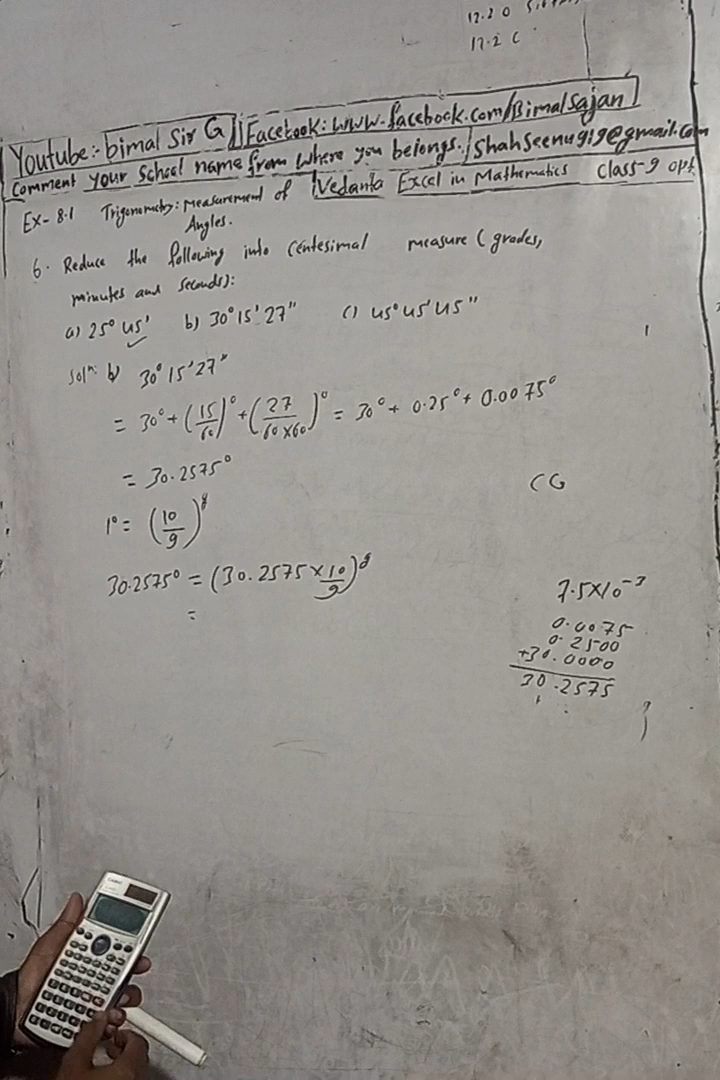 17.2 C
Youtube:- bimal Sir G || Facebook: www.facebook.com/Bimalsajan
Comment your School name from where you belongs. | Shahseenu919@gmail.com
Ex- 8.1 Trigonometry: Measurement of Angles. Vedanta Excel in Mathematics Class-9 opt
6. Reduce the following into Centesimal measure (grades,
minutes and seconds):
a) 25° 45' b) 30° 15' 27" c) 45° 45' 45"
Solⁿ: b) 30° 15' 27"
= 30° + (15/60)° + (27/60×60)° = 30° + 0.25° + 0.0075°
= 30.2575°
CG
1° = (10/9)ᵍ
30.2575° = (30.2575 × 10/9)ᵍ
=
7.5×10⁻³
0.0075
0.2500
+30.0000
30.2575